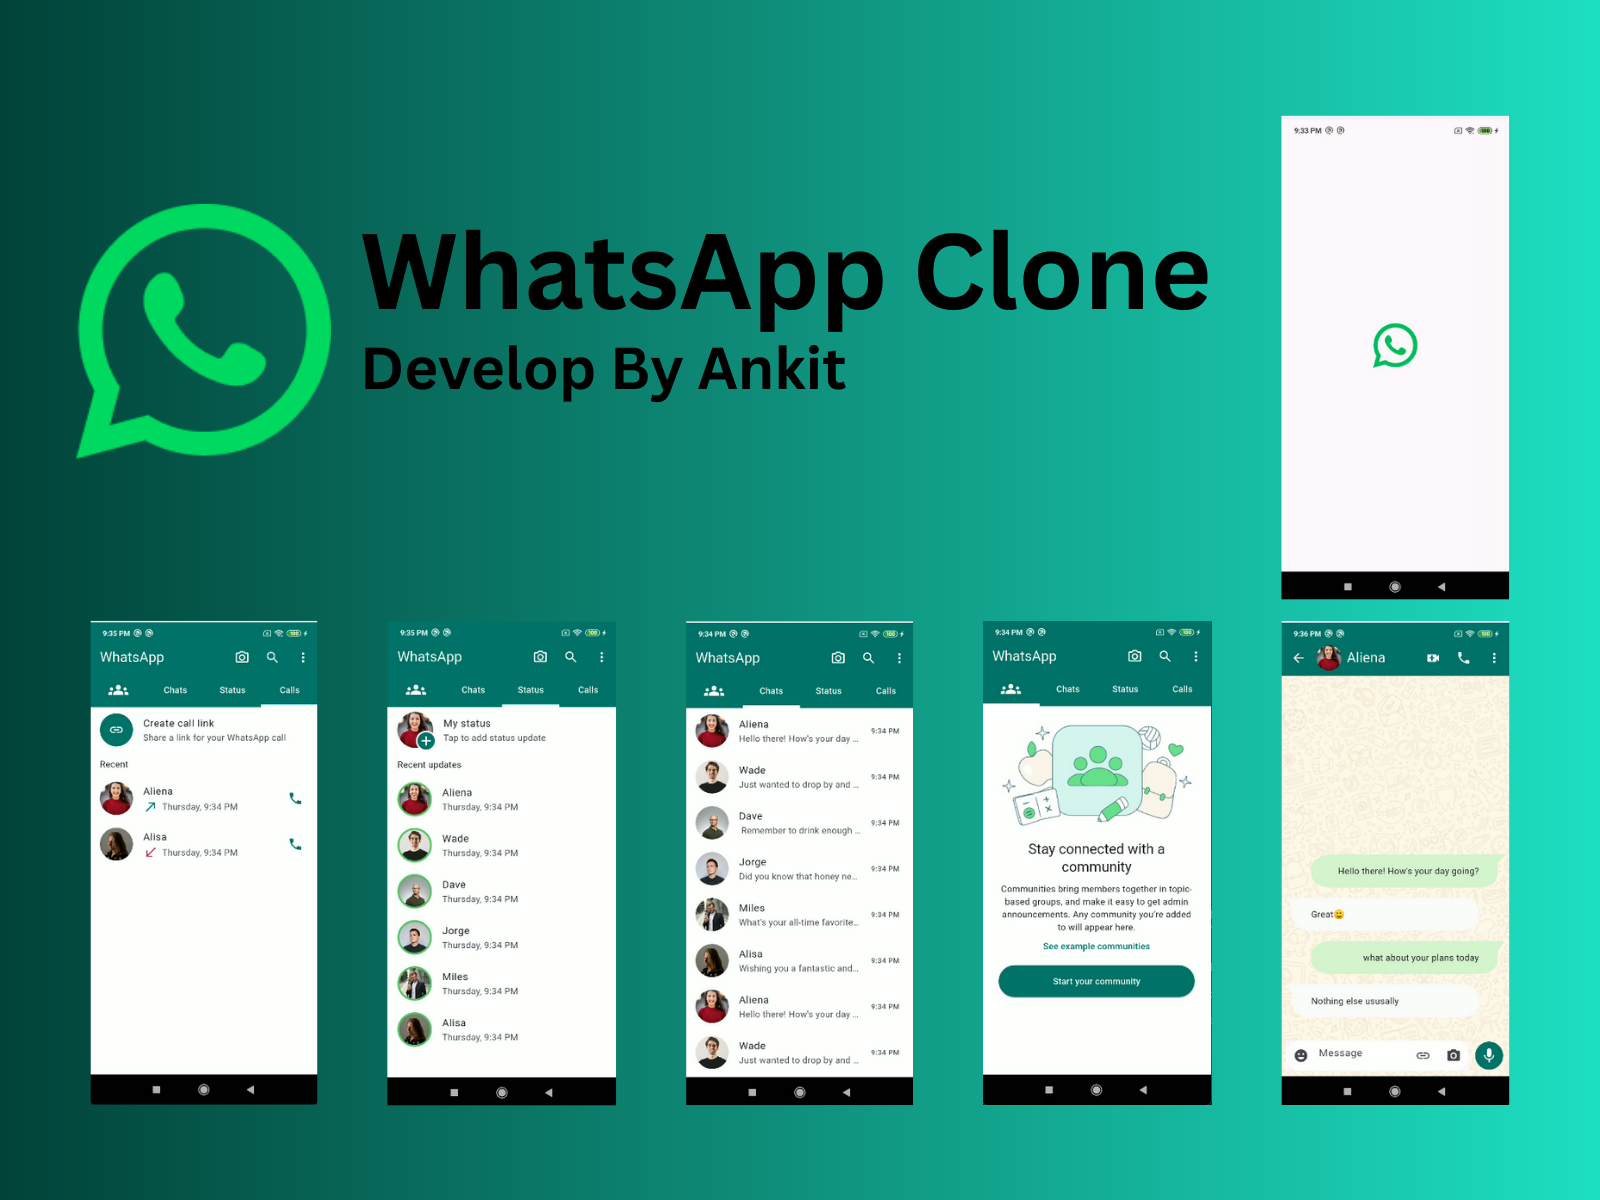 WhatsApp Clone
Develop By Ankit
9:33 PM
100
9:35 PM
100
WhatsApp
Chats Status Calls
Create call link
Share a link for your WhatsApp call
Recent
Aliena
Thursday, 9:34 PM
Alisa
Thursday, 9:34 PM
9:35 PM
100
WhatsApp
Chats Status Calls
My status
Tap to add status update
Recent updates
Aliena
Thursday, 9:34 PM
Wade
Thursday, 9:34 PM
Dave
Thursday, 9:34 PM
Jorge
Thursday, 9:34 PM
Miles
Thursday, 9:34 PM
Alisa
Thursday, 9:34 PM
9:34 PM
100
WhatsApp
Chats Status Calls
Aliena
Hello there! How's your day ... 9:34 PM
Wade
Just wanted to drop by and ... 9:34 PM
Dave
Remember to drink enough ... 9:34 PM
Jorge
Did you know that honey ne... 9:34 PM
Miles
What's your all-time favorite... 9:34 PM
Alisa
Wishing you a fantastic and... 9:34 PM
Aliena
Hello there! How's your day ... 9:34 PM
Wade
Just wanted to drop by and ... 9:34 PM
9:34 PM
100
WhatsApp
Chats Status Calls
Stay connected with a
community
Communities bring members together in topic-
based groups, and make it easy to get admin
announcements. Any community you're added
to will appear here.
See example communities
Start your community
9:36 PM
100
Aliena
Hello there! How's your day going?
Great
what about your plans today
Nothing else ususally
Message